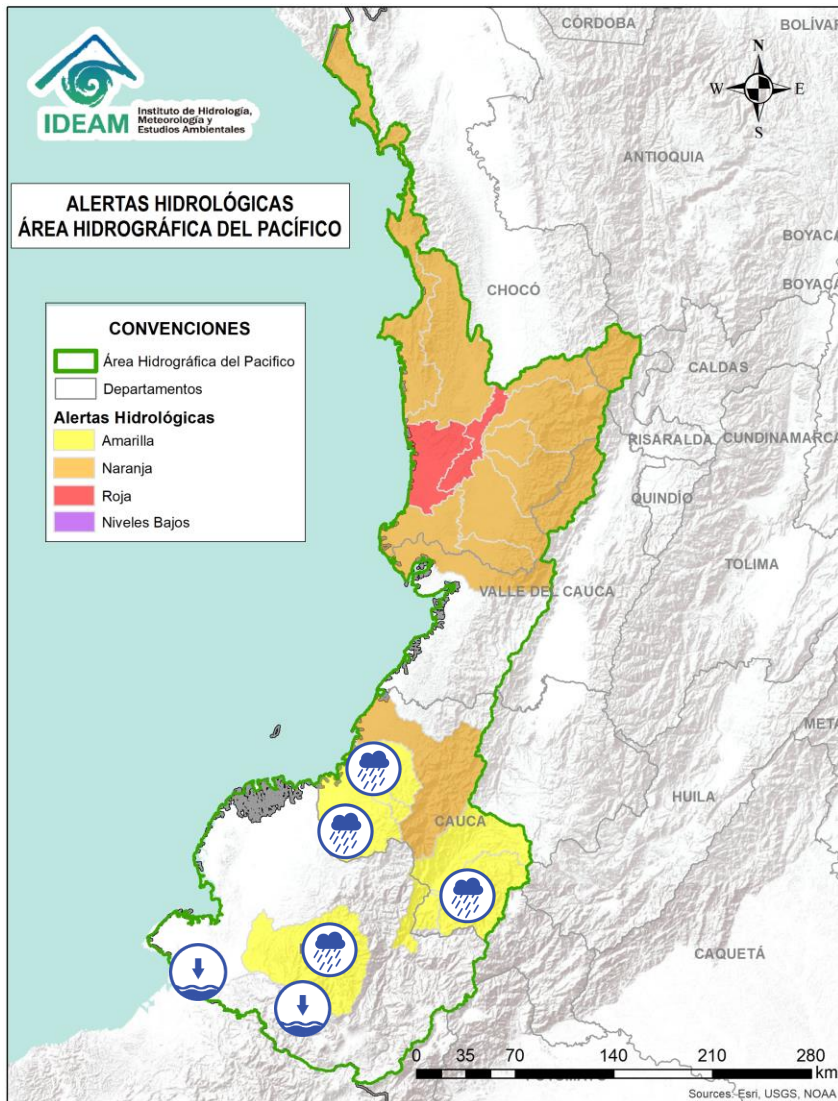 CÓRDOBA
BOLÍVAR
N
W
E
S
IDEAM
Instituto de Hidrología,
Meteorología y
Estudios Ambientales
ANTIOQUIA
ALERTAS HIDROLÓGICAS
ÁREA HIDROGRÁFICA DEL PACÍFICO
BOYACÁ
BOYACÁ
CHOCÓ
CONVENCIONES
Área Hidrográfica del Pacifico
Departamentos
Alertas Hidrológicas
Amarilla
Naranja
Roja
Niveles Bajos
CALDAS
RISARALDA
CUNDINAMARCA
QUINDÍO
TOLIMA
VALLE DEL CAUCA
META
HUILA
CAUCA
CAQUETÁ
0 35 70 140 210 280
km
Sources: Esri, USGS, NOAA